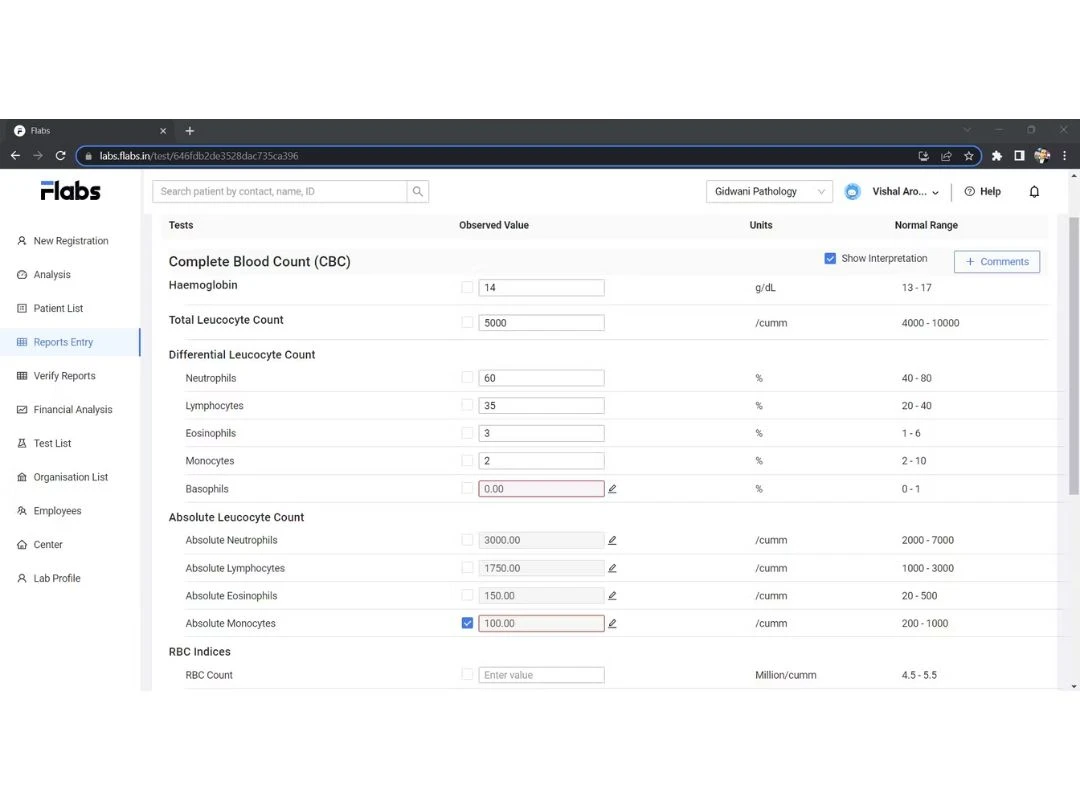 Flabs
labs.flabs.in/test/646fdb2de3528dac735ca396
Flabs
Search patient by contact, name, ID
Gidwani Pathology
Vishal Aro...
Help
New Registration
Analysis
Patient List
Reports Entry
Verify Reports
Financial Analysis
Test List
Organisation List
Employees
Center
Lab Profile
Tests Observed Value Units Normal Range
Complete Blood Count (CBC) Show Interpretation + Comments
Haemoglobin 14 g/dL 13 - 17
Total Leucocyte Count 5000 /cumm 4000 - 10000
Differential Leucocyte Count
Neutrophils 60 % 40 - 80
Lymphocytes 35 % 20 - 40
Eosinophils 3 % 1 - 6
Monocytes 2 % 2 - 10
Basophils 0.00 % 0 - 1
Absolute Leucocyte Count
Absolute Neutrophils 3000.00 /cumm 2000 - 7000
Absolute Lymphocytes 1750.00 /cumm 1000 - 3000
Absolute Eosinophils 150.00 /cumm 20 - 500
Absolute Monocytes 100.00 /cumm 200 - 1000
RBC Indices
RBC Count Enter value Million/cumm 4.5 - 5.5